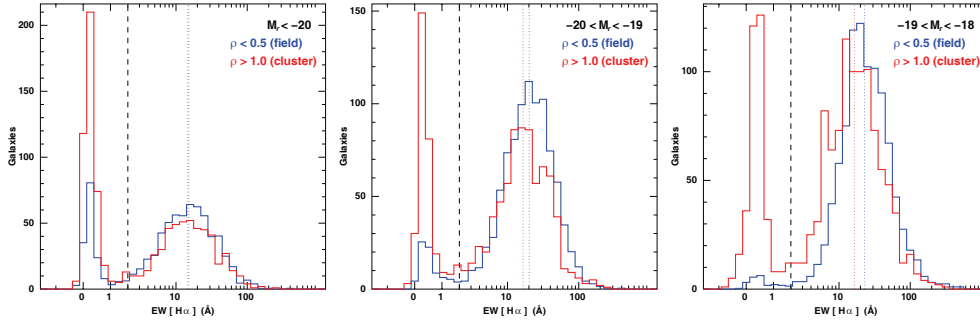 M_r < −20
ρ < 0.5 (field)
ρ > 1.0 (cluster)
Galaxies
200
150
100
50
0
0 1 10 100
EW [ Hα ] (Å)
−20 < M_r < −19
ρ < 0.5 (field)
ρ > 1.0 (cluster)
Galaxies
150
100
50
0
0 1 10 100
EW [ Hα ] (Å)
−19 < M_r < −18
ρ < 0.5 (field)
ρ > 1.0 (cluster)
Galaxies
100
50
0
0 1 10 100
EW [ Hα ] (Å)